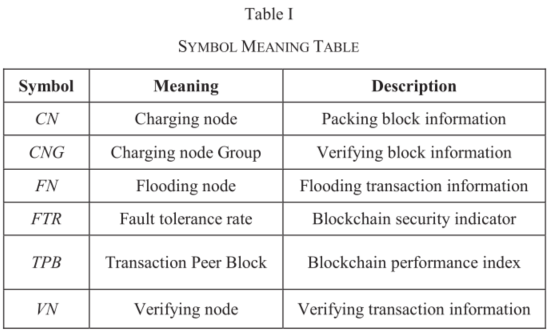 Table I
SYMBOL MEANING TABLE
Symbol Meaning Description
CN Charging node Packing block information
CNG Charging node Group Verifying block information
FN Flooding node Flooding transaction information
FTR Fault tolerance rate Blockchain security indicator
TPB Transaction Peer Block Blockchain performance index
VN Verifying node Verifying transaction information